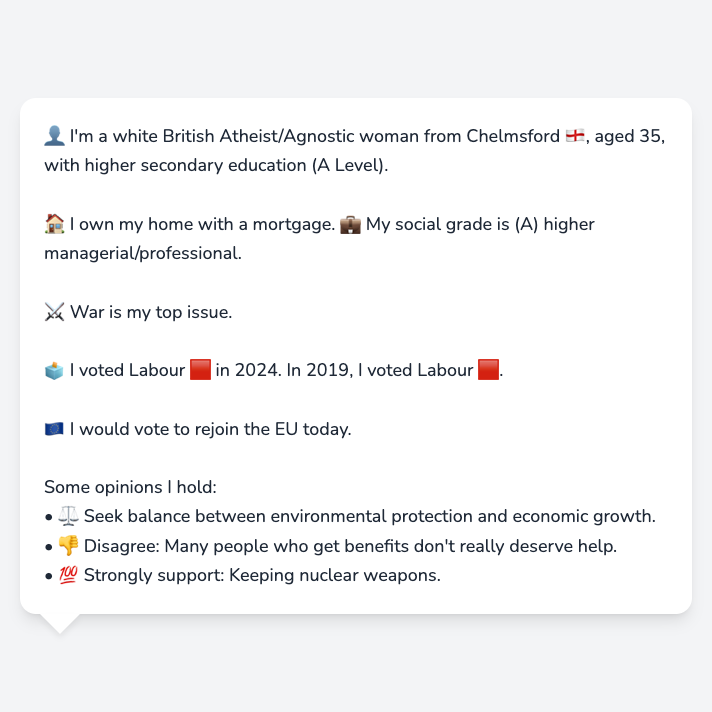 👤 I'm a white British Atheist/Agnostic woman from Chelmsford 🏴󠁧󠁢󠁥󠁮󠁧󠁿, aged 35,
with higher secondary education (A Level).
🏠 I own my home with a mortgage. 💼 My social grade is (A) higher
managerial/professional.
⚔️ War is my top issue.
🗳️ I voted Labour 🟥 in 2024. In 2019, I voted Labour 🟥.
🇪🇺 I would vote to rejoin the EU today.
Some opinions I hold:
• ⚖️ Seek balance between environmental protection and economic growth.
• 👎 Disagree: Many people who get benefits don't really deserve help.
• 💯 Strongly support: Keeping nuclear weapons.